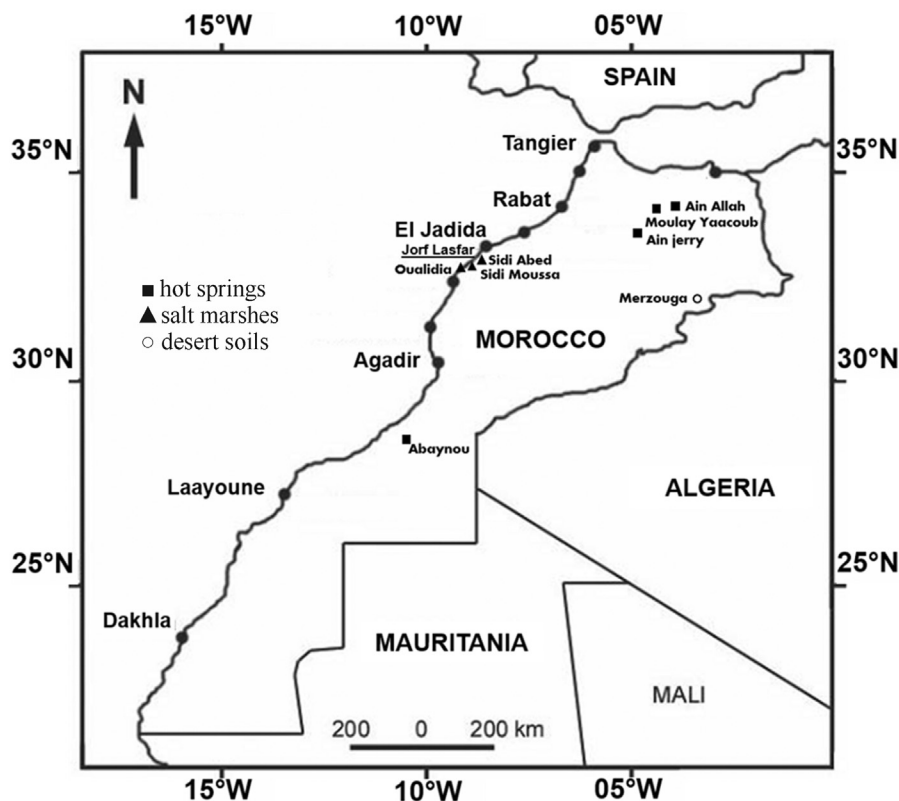 15°W 10°W 05°W
SPAIN
N
35°N 35°N
Tangier
Rabat
Ain Allah
Moulay Yaacoub
Ain jerry
El Jadida
Jorf Lasfar
Oualidia
Sidi Abed
Sidi Moussa
hot springs
salt marshes
desert soils
Merzouga
MOROCCO
30°N 30°N
Agadir
Abaynou
Laayoune
ALGERIA
25°N 25°N
Dakhla
MAURITANIA
MALI
200 0 200 km
15°W 10°W 05°W